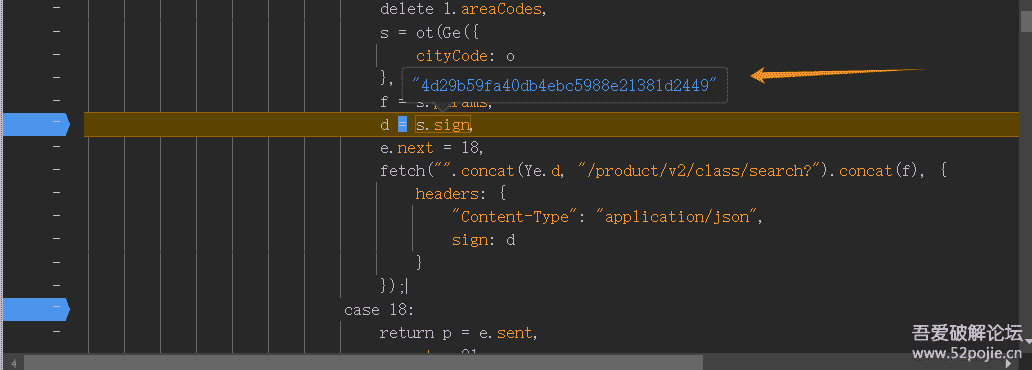 delete l.areaCodes,
s = ot(Ge({
cityCode: o
},
"4d29b59fa40db4ebc5988e21381d2449"
f = s.params,
d = s.sign,
e.next = 18,
fetch("".concat(Ye.d, "/product/v2/class/search?").concat(f), {
headers: {
"Content-Type": "application/json",
sign: d
}
});
case 18:
return p = e.sent,
吾爱破解论坛
www.52pojie.cn